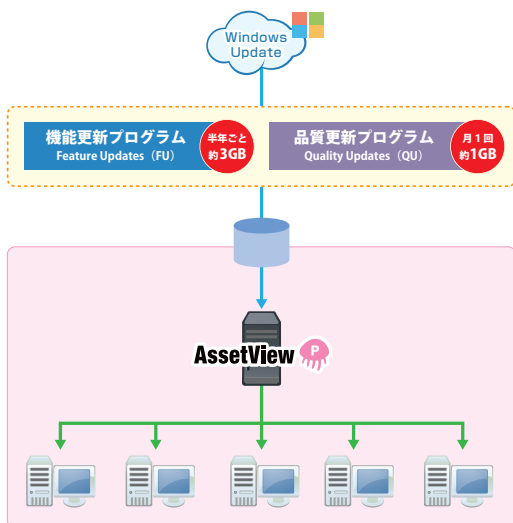 Windows
Update
機能更新プログラム
Feature Updates（FU）
半年ごと
約3GB
品質更新プログラム
Quality Updates（QU）
月1回
約1GB
AssetView P